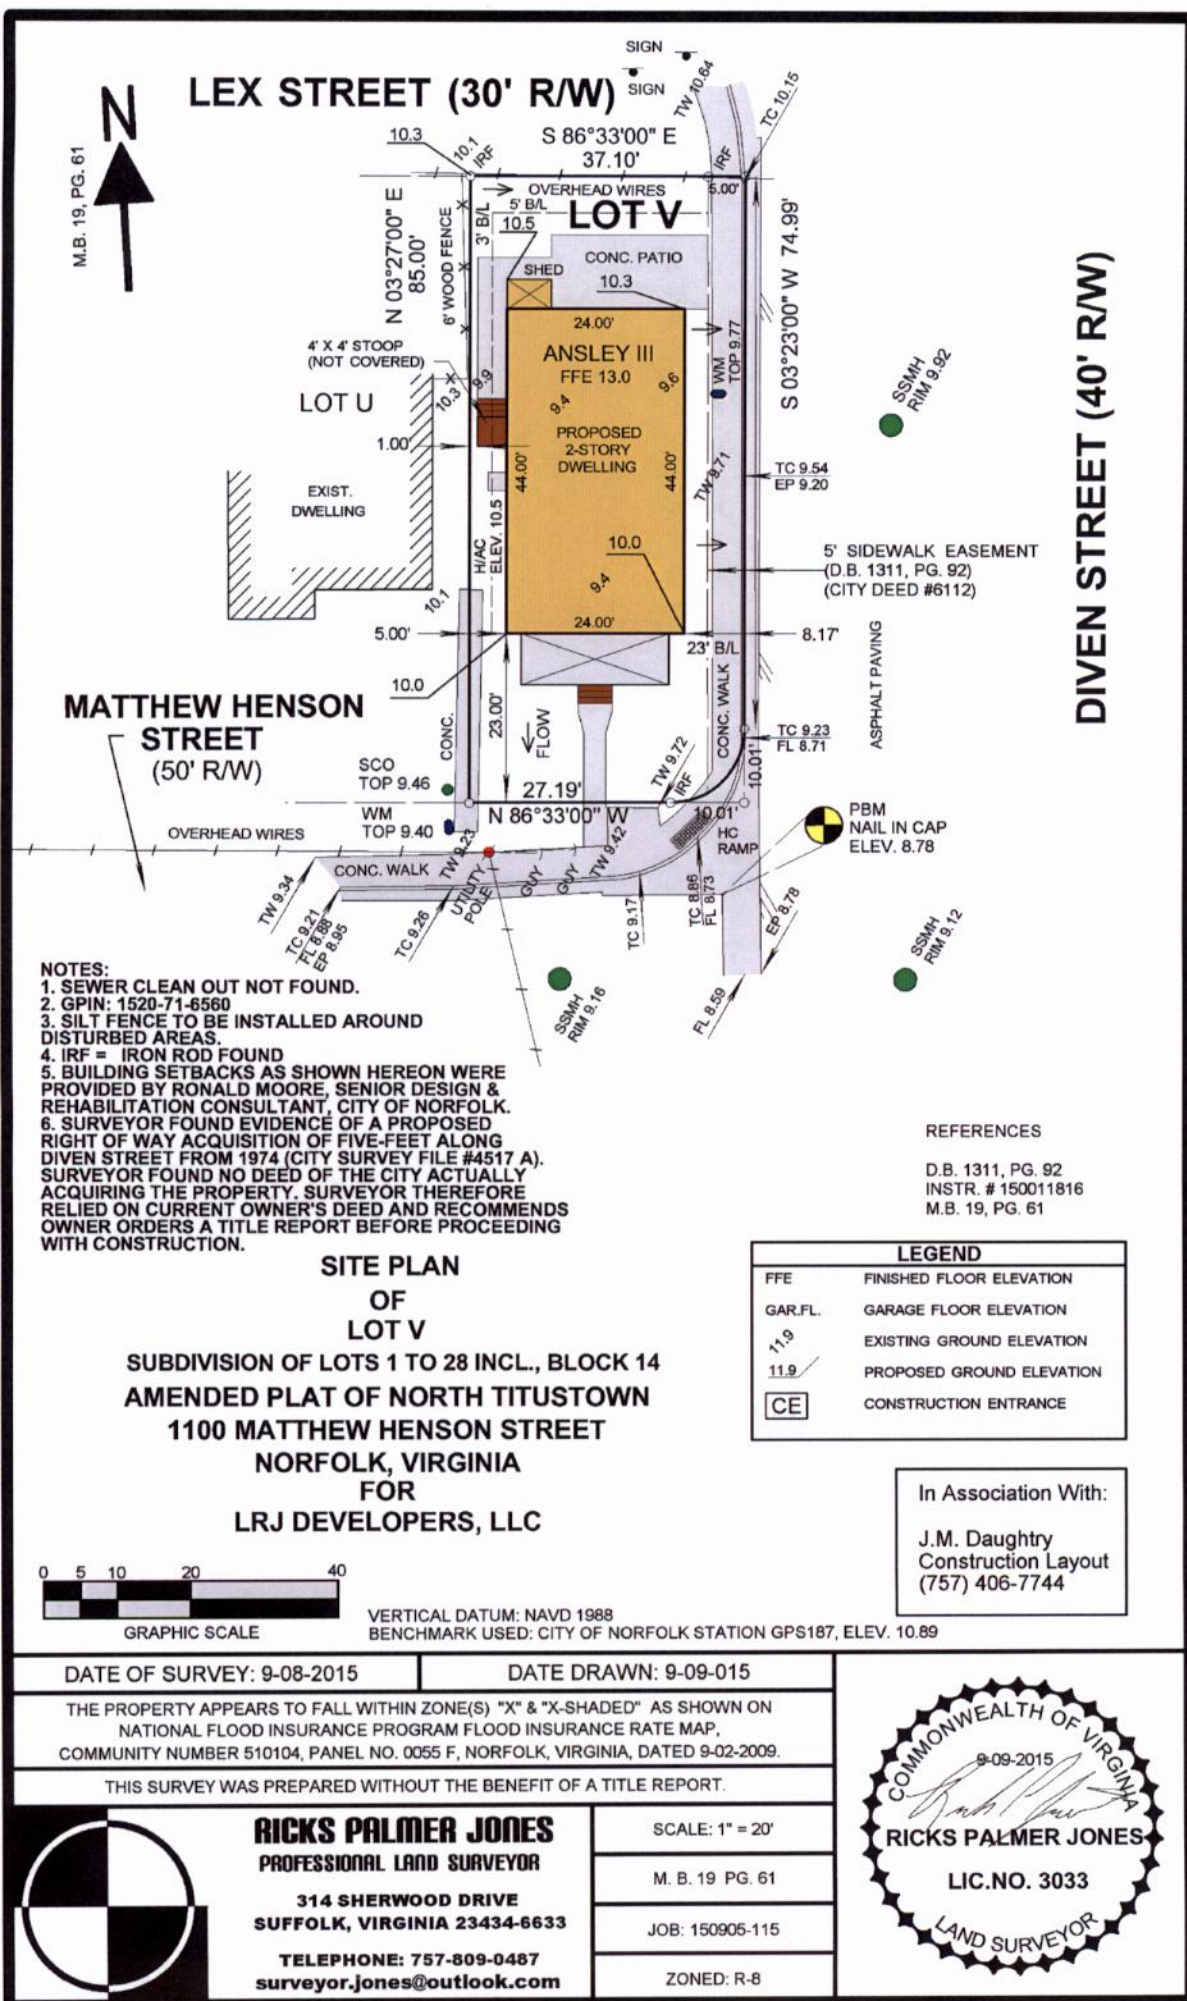 SIGN
SIGN
LEX STREET (30' R/W)
N
M.B. 19, PG. 61
TW 10.64
TC 10.15
10.3
10.1
IRF
S 86°33'00" E
37.10'
IRF
OVERHEAD WIRES
5.00'
5' B/L
LOT V
3' B/L
10.5
N 03°27'00" E
85.00'
6' WOOD FENCE
SHED
CONC. PATIO
10.3
S 03°23'00" W 74.99'
DIVEN STREET (40' R/W)
24.00'
ANSLEY III
FFE 13.0
9.6
9.4
WM
TOP 9.77
4' X 4' STOOP
(NOT COVERED)
9.9
10.3
LOT U
SSMH
RIM 9.92
PROPOSED
2-STORY
DWELLING
1.00'
44.00'
44.00'
TW 9.71
TC 9.54
EP 9.20
EXIST.
DWELLING
H/AC
ELEV. 10.5
10.0
9.4
5' SIDEWALK EASEMENT
(D.B. 1311, PG. 92)
(CITY DEED #6112)
10.1
5.00'
24.00'
8.17'
23' B/L
ASPHALT PAVING
10.0
MATTHEW HENSON
STREET
(50' R/W)
CONC.
23.00'
FLOW
CONC. WALK
TC 9.23
FL 8.71
TW 9.72
IRF
10.01'
SCO
TOP 9.46
27.19'
N 86°33'00" W
10.01'
WM
TOP 9.40
PBM
NAIL IN CAP
ELEV. 8.78
OVERHEAD WIRES
HC
RAMP
CONC. WALK
TW 9.23
UTILITY
POLE
GUY
GUY
TW 9.42
TW 9.34
TC 9.21
FL 8.88
EP 8.95
TC 9.26
TC 9.17
TC 8.86
FL 8.73
EP 8.78
SSMH
RIM 9.12
SSMH
RIM 9.16
FL 8.59
NOTES:
1. SEWER CLEAN OUT NOT FOUND.
2. GPIN: 1520-71-6560
3. SILT FENCE TO BE INSTALLED AROUND
DISTURBED AREAS.
4. IRF = IRON ROD FOUND
5. BUILDING SETBACKS AS SHOWN HEREON WERE
PROVIDED BY RONALD MOORE, SENIOR DESIGN &
REHABILITATION CONSULTANT, CITY OF NORFOLK.
6. SURVEYOR FOUND EVIDENCE OF A PROPOSED
RIGHT OF WAY ACQUISITION OF FIVE-FEET ALONG
DIVEN STREET FROM 1974 (CITY SURVEY FILE #4517 A).
SURVEYOR FOUND NO DEED OF THE CITY ACTUALLY
ACQUIRING THE PROPERTY. SURVEYOR THEREFORE
RELIED ON CURRENT OWNER'S DEED AND RECOMMENDS
OWNER ORDERS A TITLE REPORT BEFORE PROCEEDING
WITH CONSTRUCTION.
REFERENCES
D.B. 1311, PG. 92
INSTR. # 150011816
M.B. 19, PG. 61
SITE PLAN
OF
LOT V
SUBDIVISION OF LOTS 1 TO 28 INCL., BLOCK 14
AMENDED PLAT OF NORTH TITUSTOWN
1100 MATTHEW HENSON STREET
NORFOLK, VIRGINIA
FOR
LRJ DEVELOPERS, LLC
LEGEND
FFE FINISHED FLOOR ELEVATION
GAR.FL. GARAGE FLOOR ELEVATION
11.9 EXISTING GROUND ELEVATION
11.9 PROPOSED GROUND ELEVATION
CE CONSTRUCTION ENTRANCE
In Association With:
J.M. Daughtry
Construction Layout
(757) 406-7744
0 5 10 20 40
GRAPHIC SCALE
VERTICAL DATUM: NAVD 1988
BENCHMARK USED: CITY OF NORFOLK STATION GPS187, ELEV. 10.89
DATE OF SURVEY: 9-08-2015
DATE DRAWN: 9-09-015
THE PROPERTY APPEARS TO FALL WITHIN ZONE(S) "X" & "X-SHADED" AS SHOWN ON
NATIONAL FLOOD INSURANCE PROGRAM FLOOD INSURANCE RATE MAP,
COMMUNITY NUMBER 510104, PANEL NO. 0055 F, NORFOLK, VIRGINIA, DATED 9-02-2009.
THIS SURVEY WAS PREPARED WITHOUT THE BENEFIT OF A TITLE REPORT.
RICKS PALMER JONES
PROFESSIONAL LAND SURVEYOR
314 SHERWOOD DRIVE
SUFFOLK, VIRGINIA 23434-6633
TELEPHONE: 757-809-0487
surveyor.jones@outlook.com
SCALE: 1" = 20'
M. B. 19 PG. 61
JOB: 150905-115
ZONED: R-8
COMMONWEALTH OF VIRGINIA
9-09-2015
RICKS PALMER JONES
LIC.NO. 3033
LAND SURVEYOR